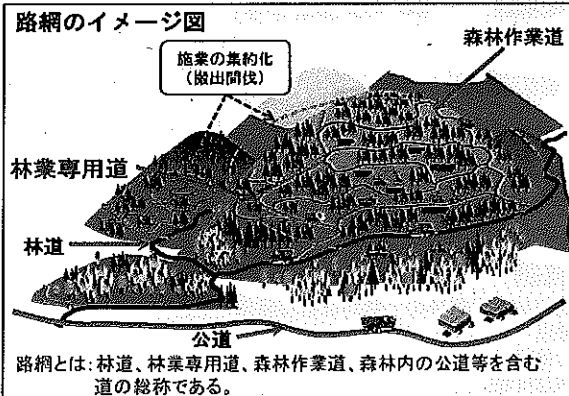 路網のイメージ図
施業の集約化
(搬出間伐)
森林作業道
林業専用道
林道
公道
路網とは:林道、林業専用道、森林作業道、森林内の公道等を含む
道の総称である。